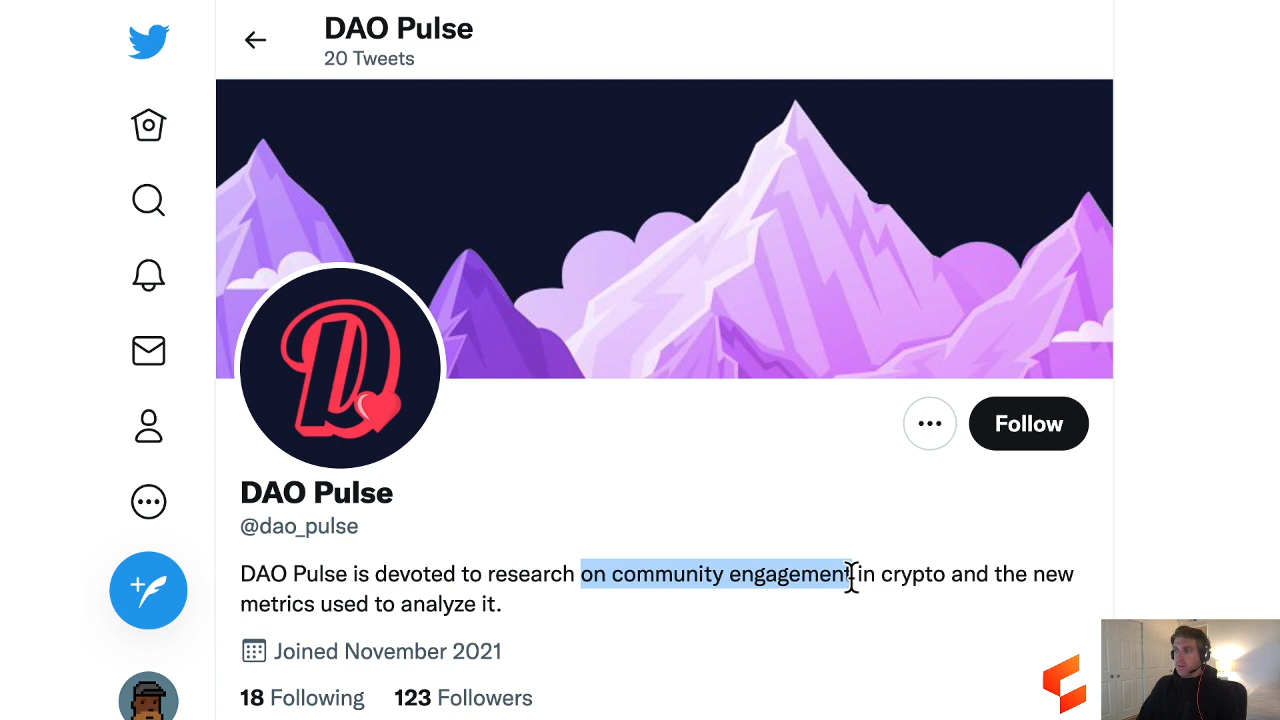 DAO Pulse
20 Tweets
Follow
DAO Pulse
@dao_pulse
DAO Pulse is devoted to research on community engagement in crypto and the new
metrics used to analyze it.
Joined November 2021
18 Following 123 Followers